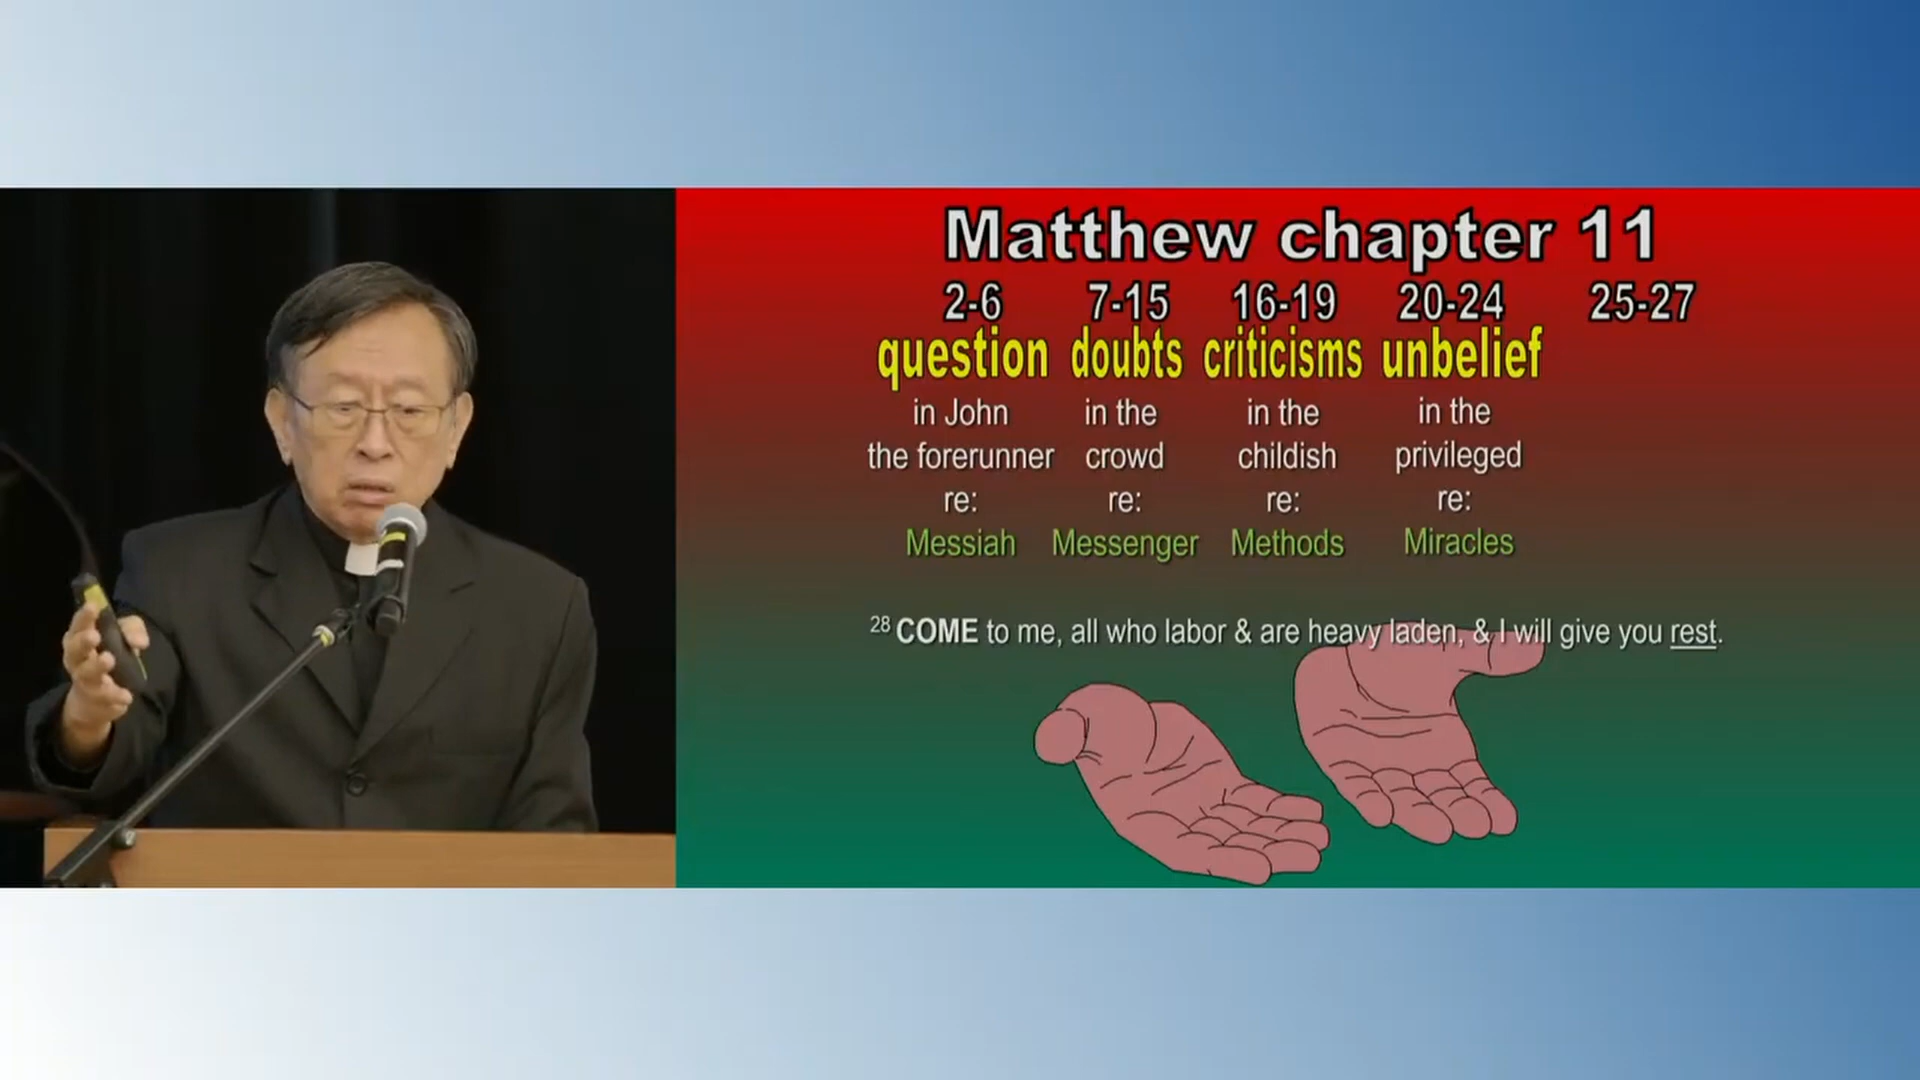 Matthew chapter 11
2-6 7-15 16-19 20-24 25-27
question doubts criticisms unbelief
in John in the in the in the
the forerunner crowd childish privileged
re: re: re: re:
Messiah Messenger Methods Miracles
28 COME to me, all who labor & are heavy laden, & I will give you rest.